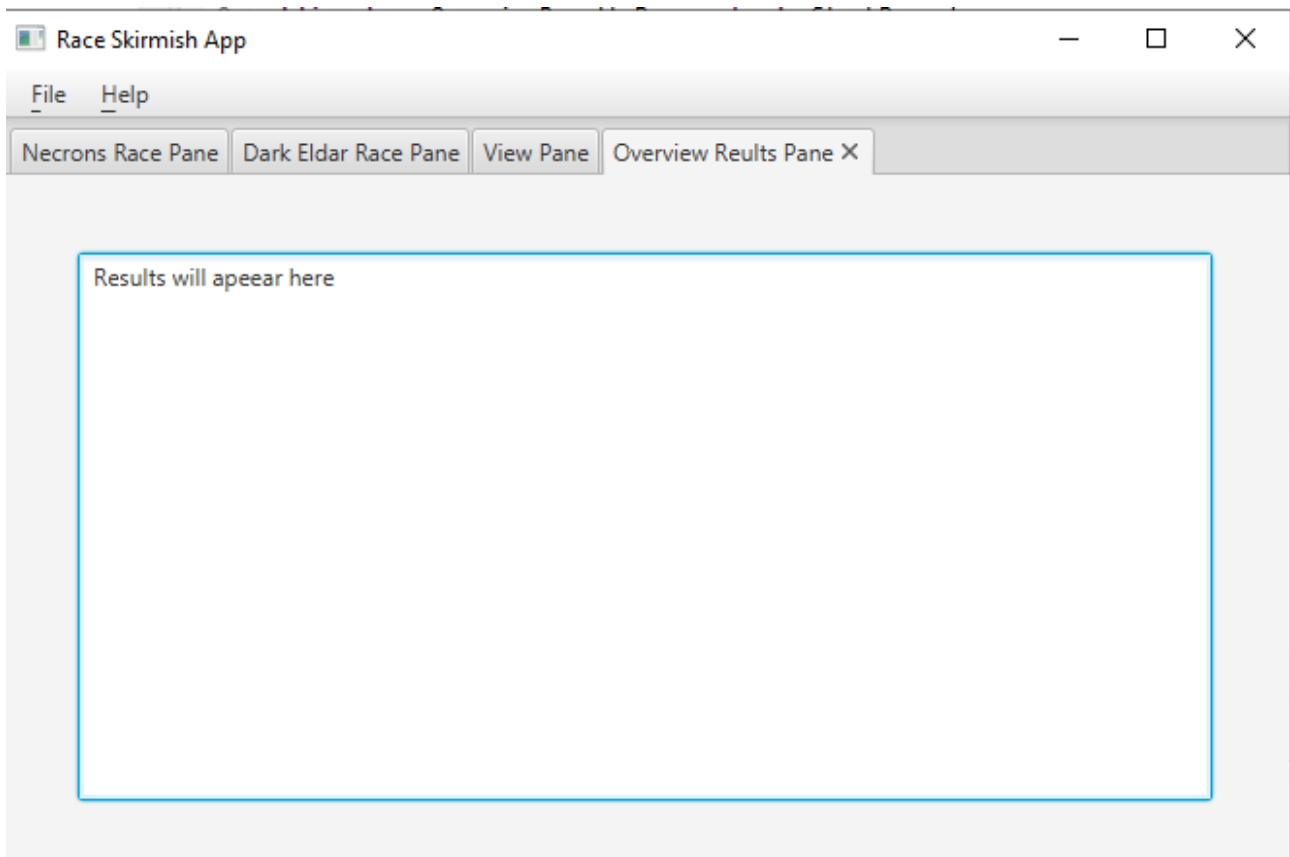 Race Skirmish App
File Help
Necrons Race Pane Dark Eldar Race Pane View Pane Overview Reults Pane
Results will apeear here